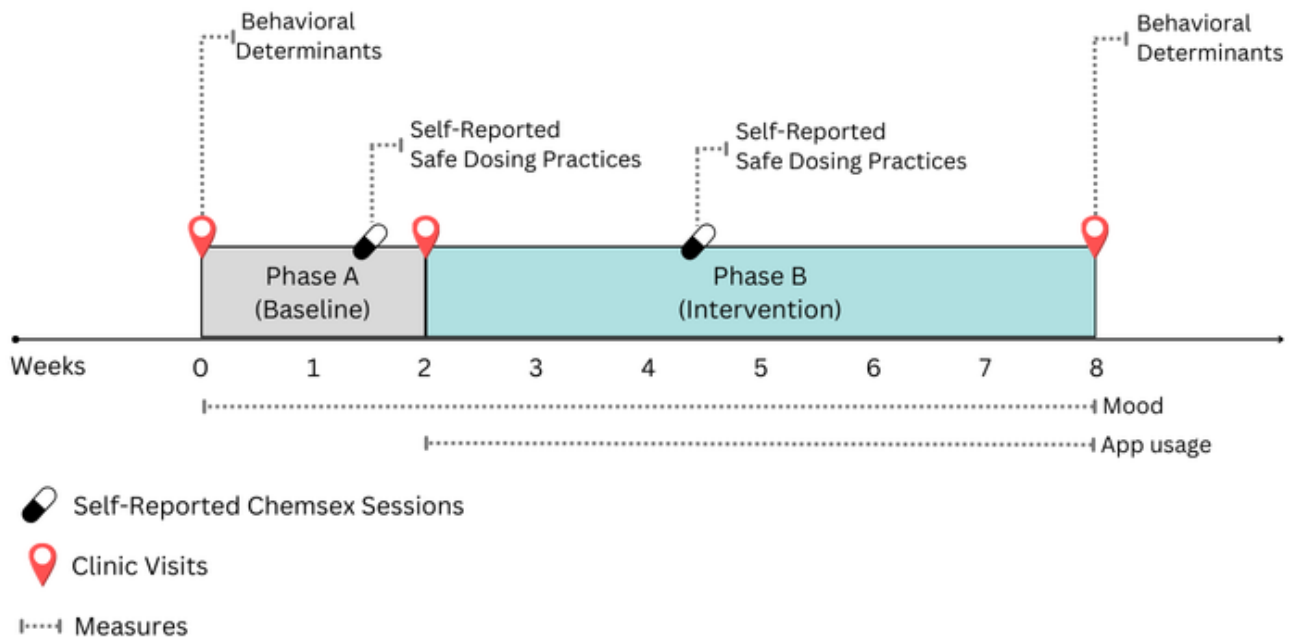 Behavioral
Determinants
Behavioral
Determinants
Self-Reported
Safe Dosing Practices
Self-Reported
Safe Dosing Practices
Phase A
(Baseline)
Phase B
(Intervention)
Weeks 0 1 2 3 4 5 6 7 8
Mood
App usage
Self-Reported Chemsex Sessions
Clinic Visits
Measures